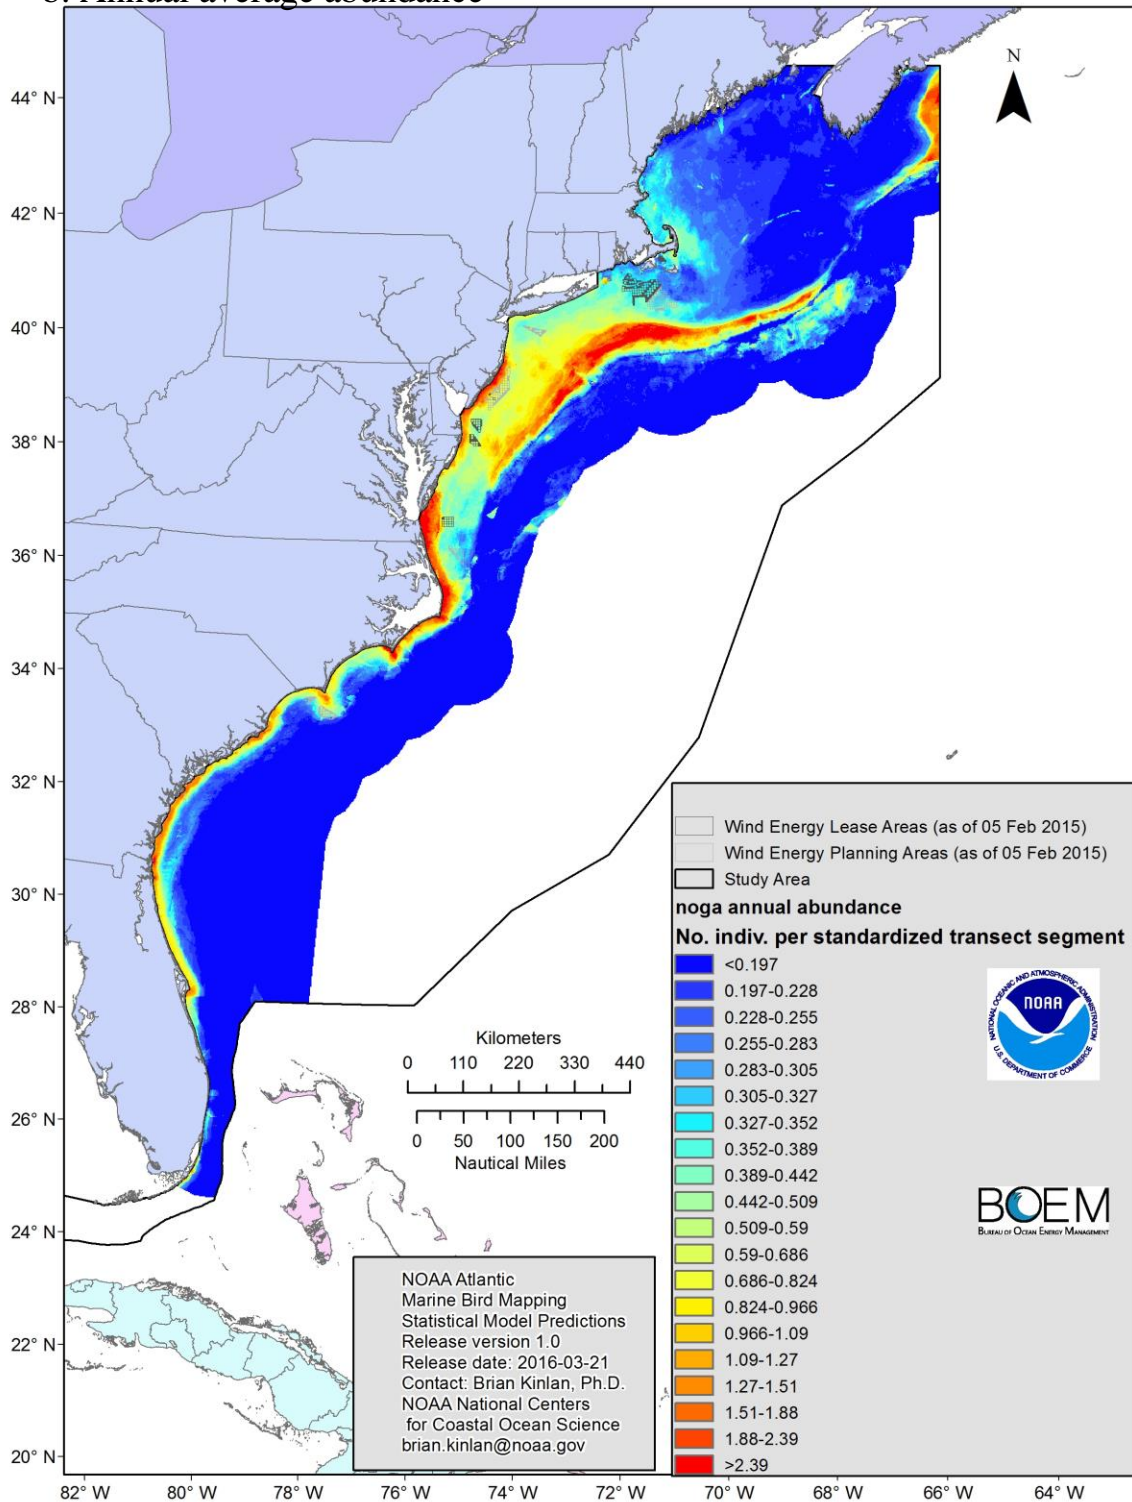 N
44° N
42° N
40° N
38° N
36° N
34° N
32° N
30° N
28° N
26° N
24° N
22° N
20° N
82° W
80° W
78° W
76° W
74° W
72° W
70° W
68° W
66° W
64° W
Kilometers
0 110 220 330 440
0 50 100 150 200
Nautical Miles
NOAA Atlantic
Marine Bird Mapping
Statistical Model Predictions
Release version 1.0
Release date: 2016-03-21
Contact: Brian Kinlan, Ph.D.
NOAA National Centers
for Coastal Ocean Science
brian.kinlan@noaa.gov
Wind Energy Lease Areas (as of 05 Feb 2015)
Wind Energy Planning Areas (as of 05 Feb 2015)
Study Area
noga annual abundance
No. indiv. per standardized transect segment
<0.197
0.197-0.228
0.228-0.255
0.255-0.283
0.283-0.305
0.305-0.327
0.327-0.352
0.352-0.389
0.389-0.442
0.442-0.509
0.509-0.59
0.59-0.686
0.686-0.824
0.824-0.966
0.966-1.09
1.09-1.27
1.27-1.51
1.51-1.88
1.88-2.39
>2.39
NATIONAL OCEANIC AND ATMOSPHERIC ADMINISTRATION
NOAA
U.S. DEPARTMENT OF COMMERCE
BOEM
BUREAU OF OCEAN ENERGY MANAGEMENT